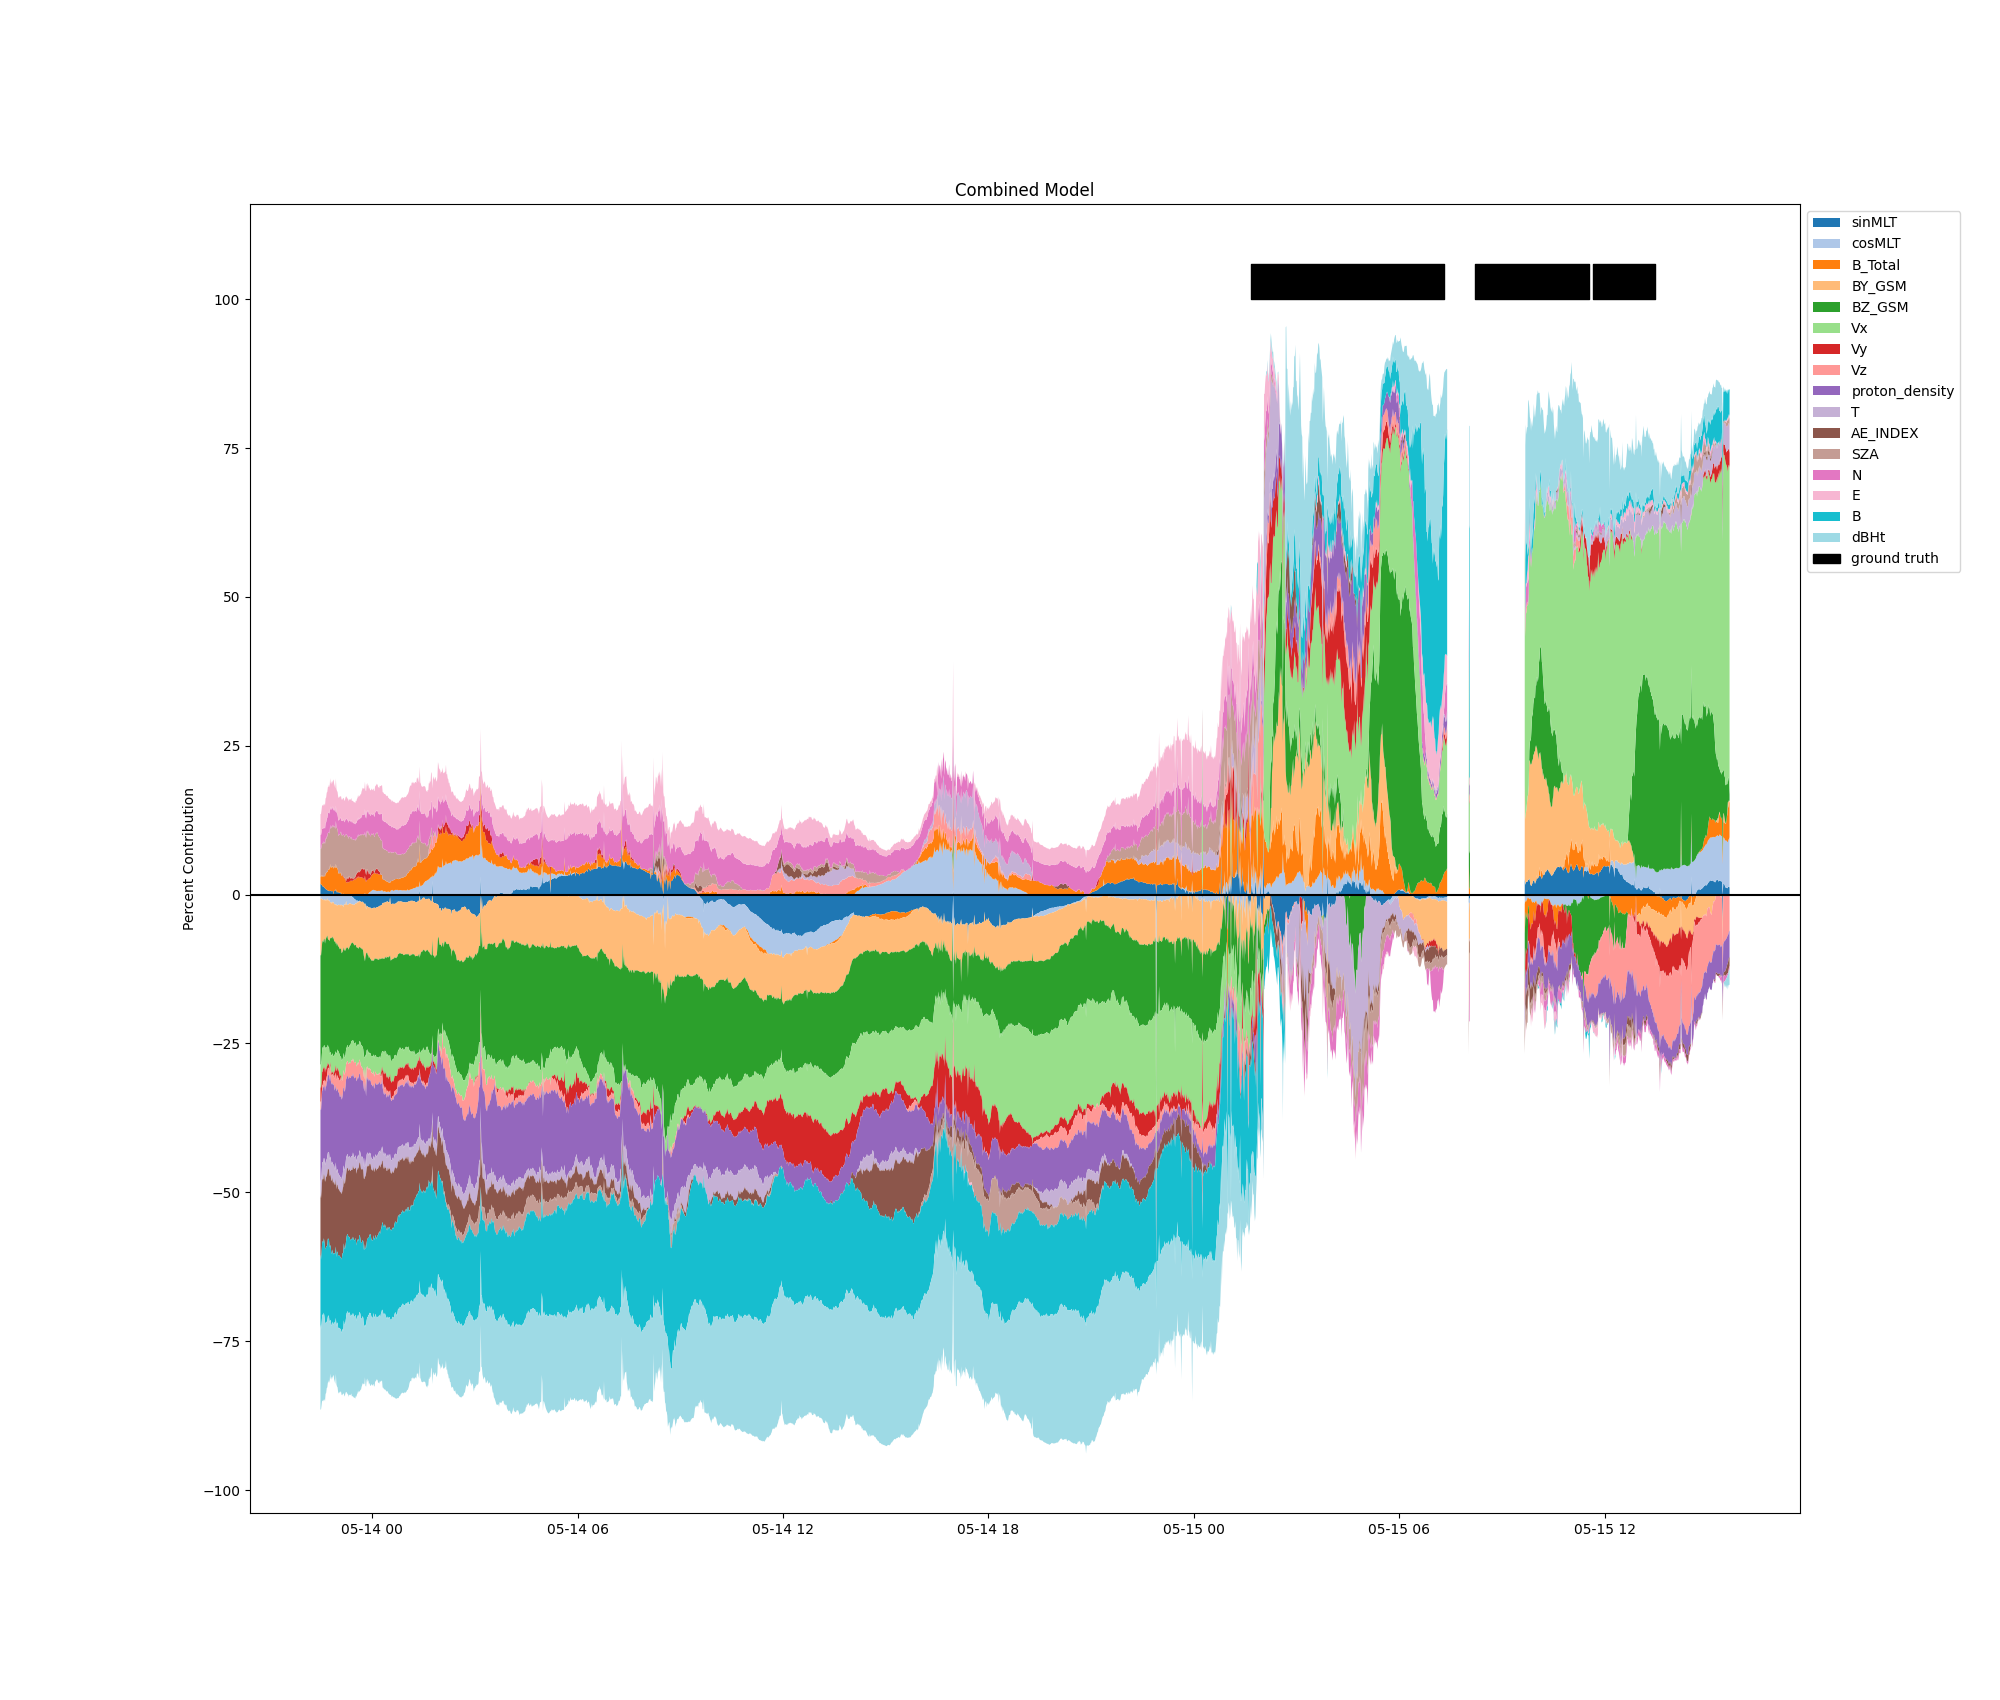 Combined Model
sinMLT
cosMLT
B_Total
BY_GSM
BZ_GSM
Vx
Vy
Vz
proton_density
T
AE_INDEX
SZA
N
E
B
dBHt
ground truth
Percent Contribution
100
75
50
25
0
−25
−50
−75
−100
05-14 00
05-14 06
05-14 12
05-14 18
05-15 00
05-15 06
05-15 12